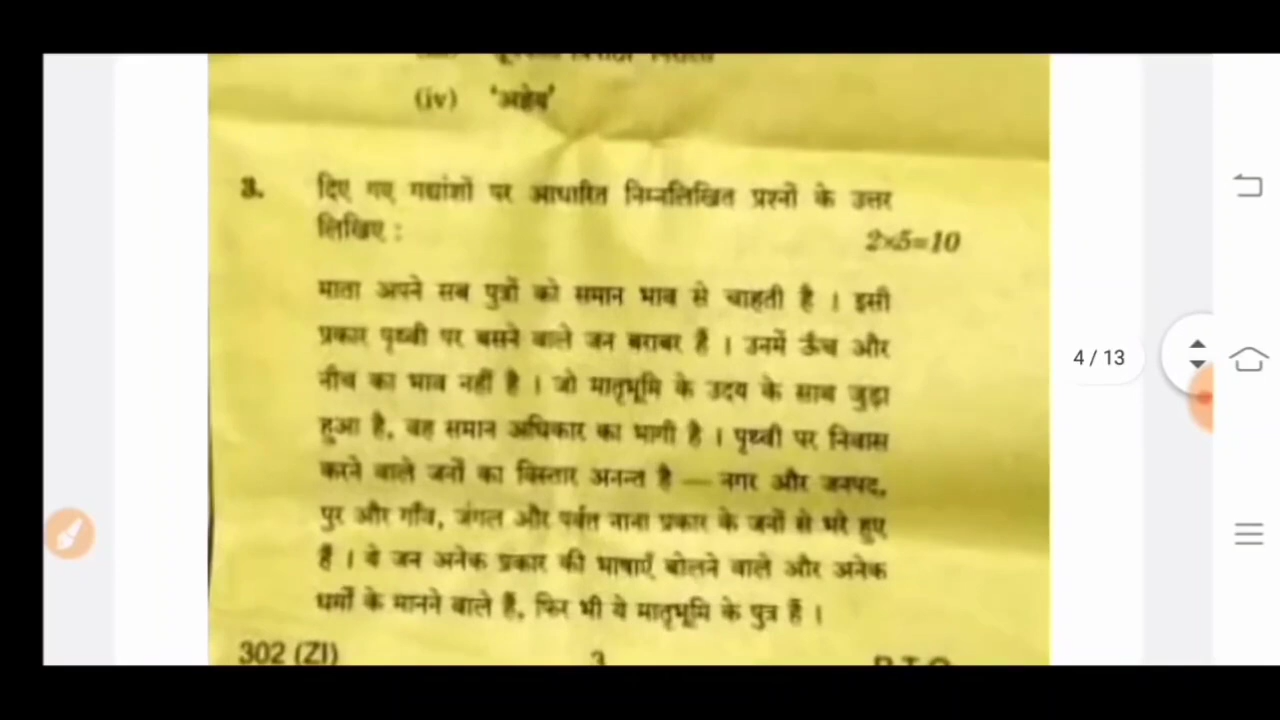 (iv) 'अज्ञेय'
3. दिए गए गद्यांशों पर आधारित निम्नलिखित प्रश्नों के उत्तर
लिखिए : 2×5=10
माता अपने सब पुत्रों को समान भाव से चाहती है । इसी
प्रकार पृथ्वी पर बसने वाले जन बराबर हैं । उनमें ऊँच और
नीच का भाव नहीं है । जो मातृभूमि के उदय के साथ जुड़ा
हुआ है, वह समान अधिकार का भागी है । पृथ्वी पर निवास
करने वाले जनों का विस्तार अनन्त है — नगर और जनपद,
पुर और गाँव, जंगल और पर्वत नाना प्रकार के जनों से भरे हुए
हैं । ये जन अनेक प्रकार की भाषाएँ बोलने वाले और अनेक
धर्मों के मानने वाले हैं, फिर भी ये मातृभूमि के पुत्र हैं ।
302 (ZI) 3 P.T.O.
4 / 13